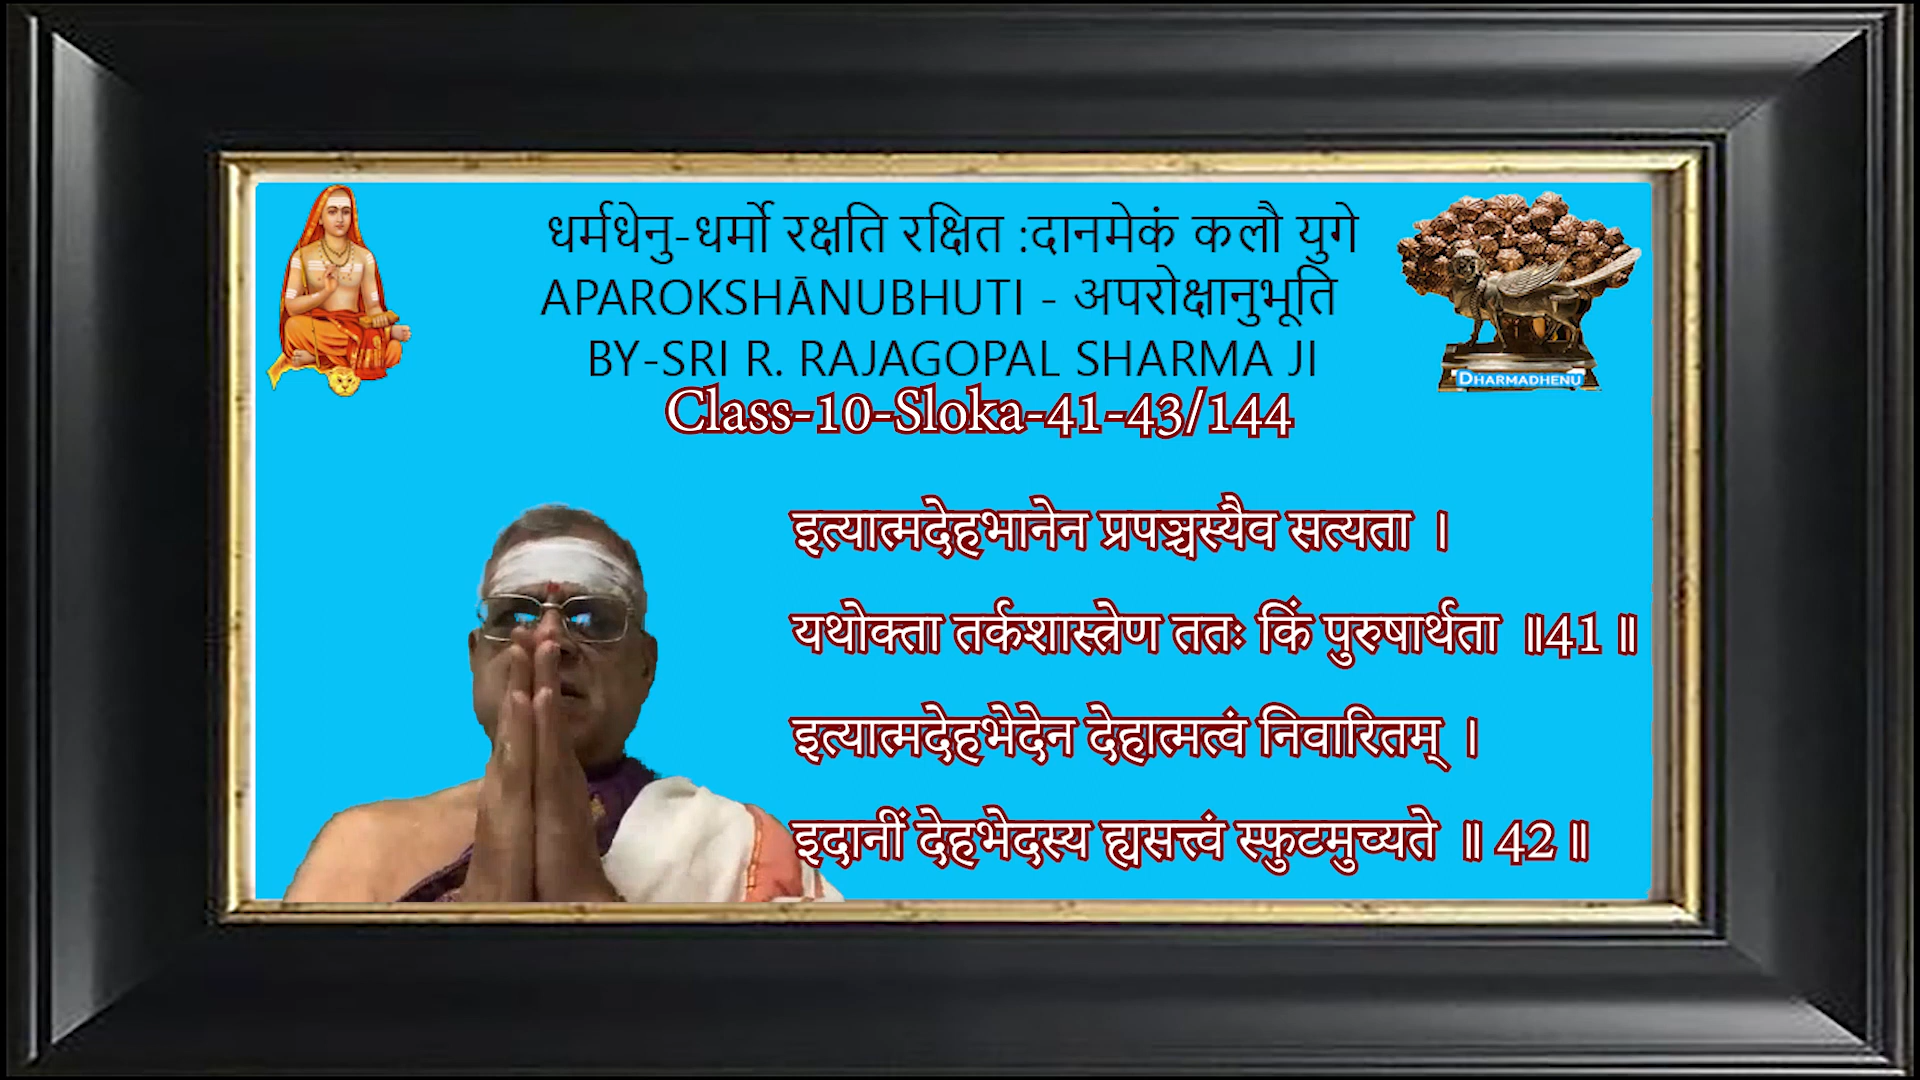 धर्मधेनु-धर्मो रक्षति रक्षित :दानमेकं कलौ युगे
APAROKSHĀNUBHUTI - अपरोक्षानुभूति
BY-SRI R. RAJAGOPAL SHARMA JI
DHARMADHENU
Class-10-Sloka-41-43/144
इत्यात्मदेहभानेन प्रपञ्चस्यैव सत्यता ।
यथोक्ता तर्कशास्त्रेण ततः किं पुरुषार्थता ॥41॥
इत्यात्मदेहभेदेन देहात्मत्वं निवारितम् ।
इदानीं देहभेदस्य ह्यसत्त्वं स्फुटमुच्यते ॥ 42॥